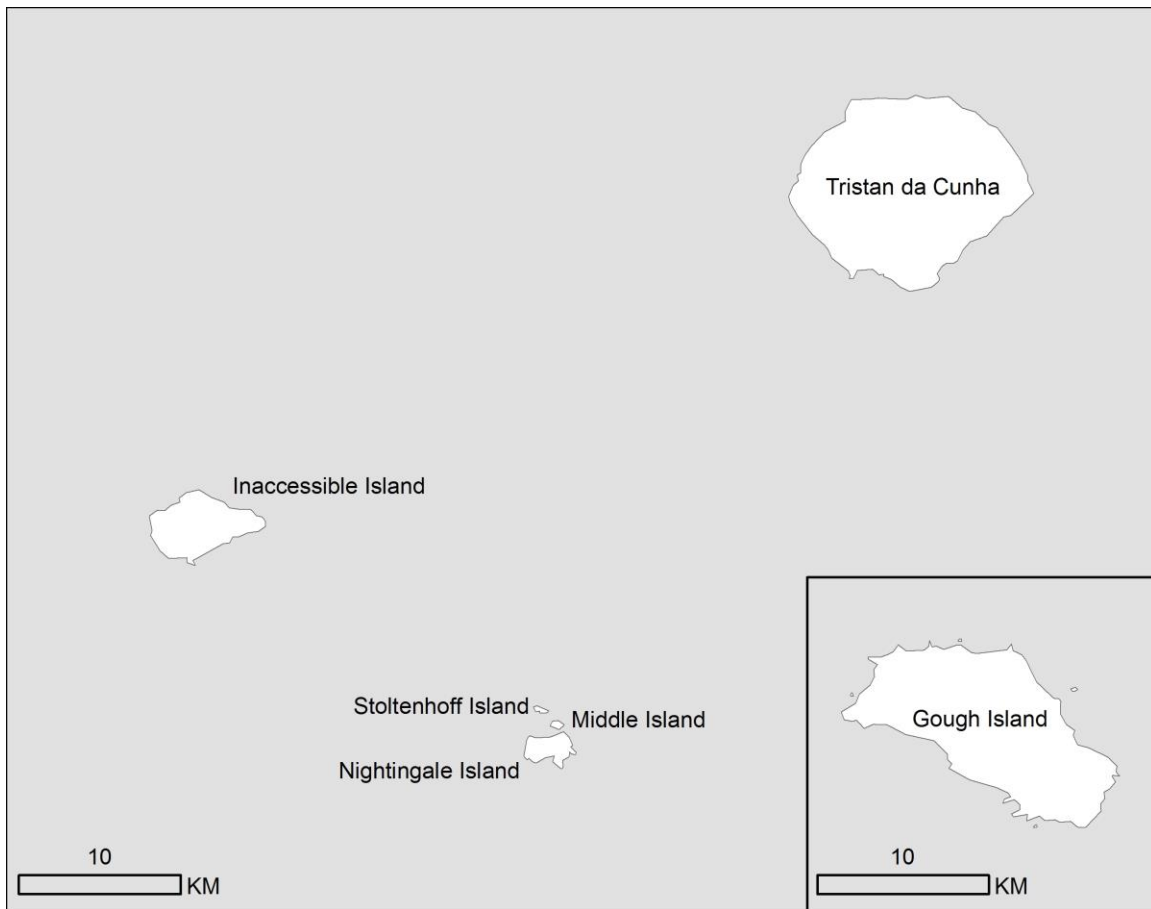 Tristan da Cunha
Inaccessible Island
Stoltenhoff Island
Middle Island
Nightingale Island
Gough Island
10
KM
10
KM